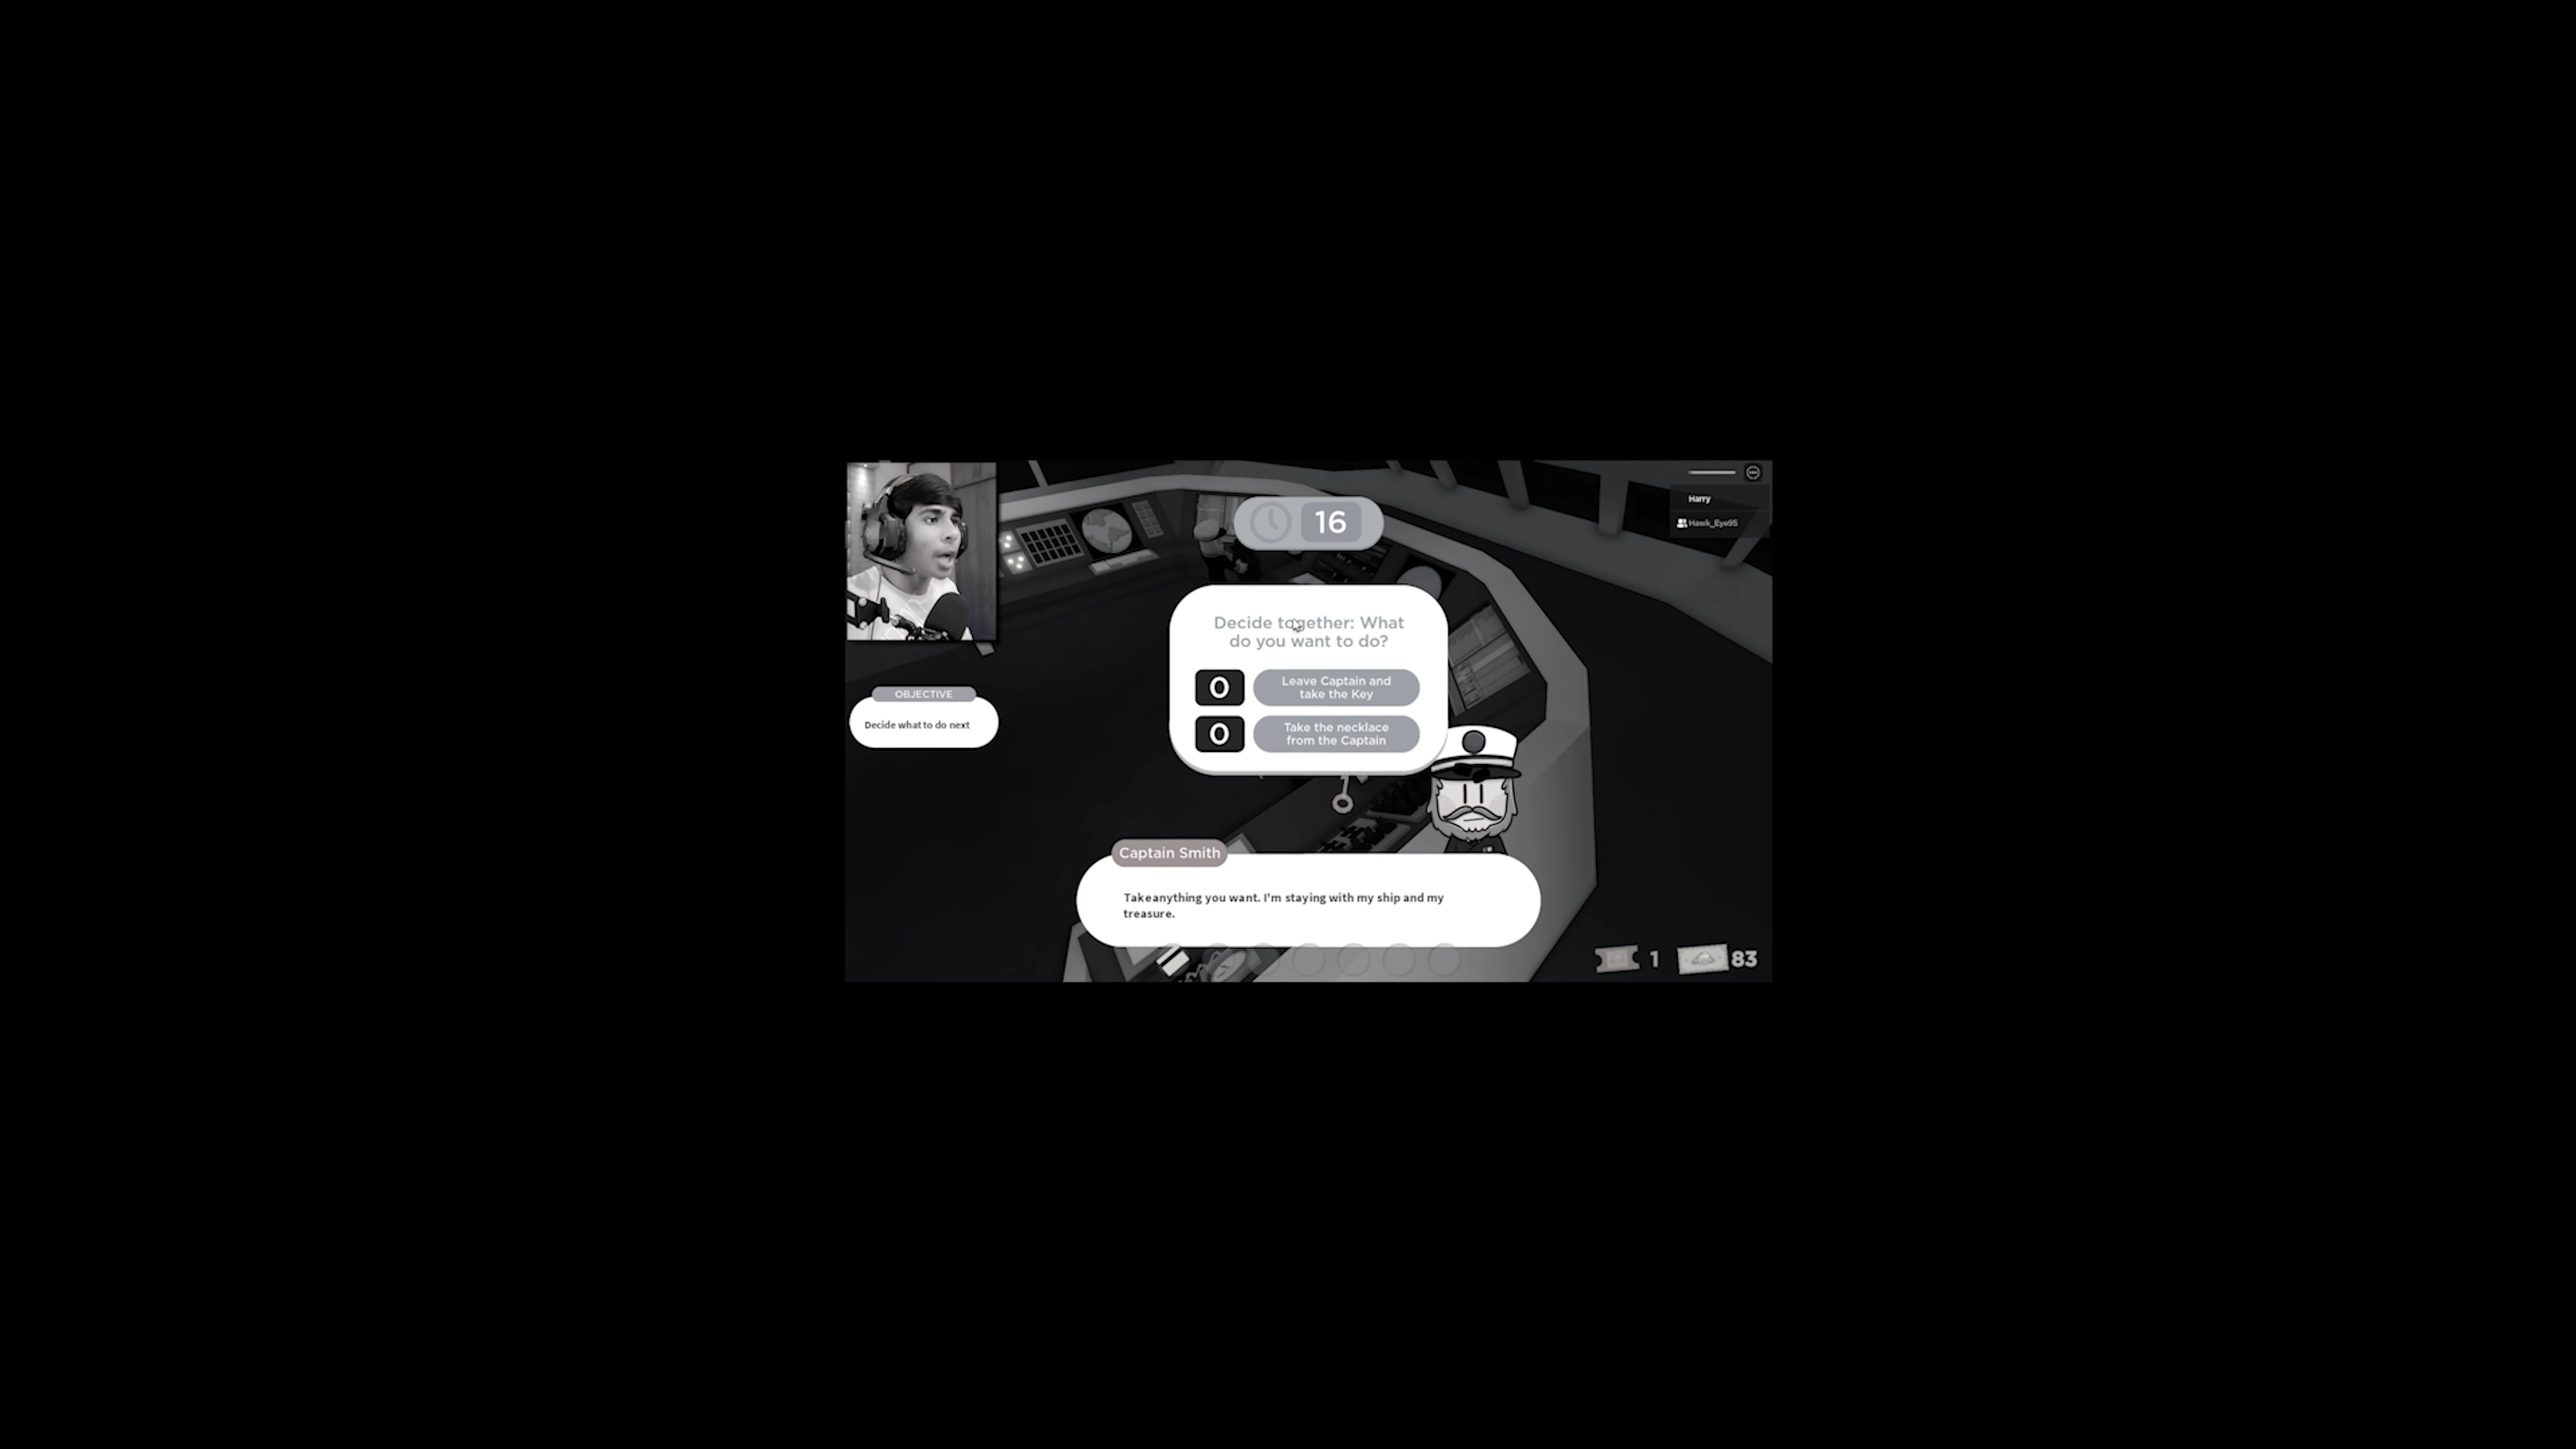 16
Harry
Hawk_Eye95
Decide together: What
do you want to do?
0
Leave Captain and
take the Key
0
Take the necklace
from the Captain
OBJECTIVE
Decide what to do next
Captain Smith
Take anything you want. I'm staying with my ship and my
treasure.
1
83